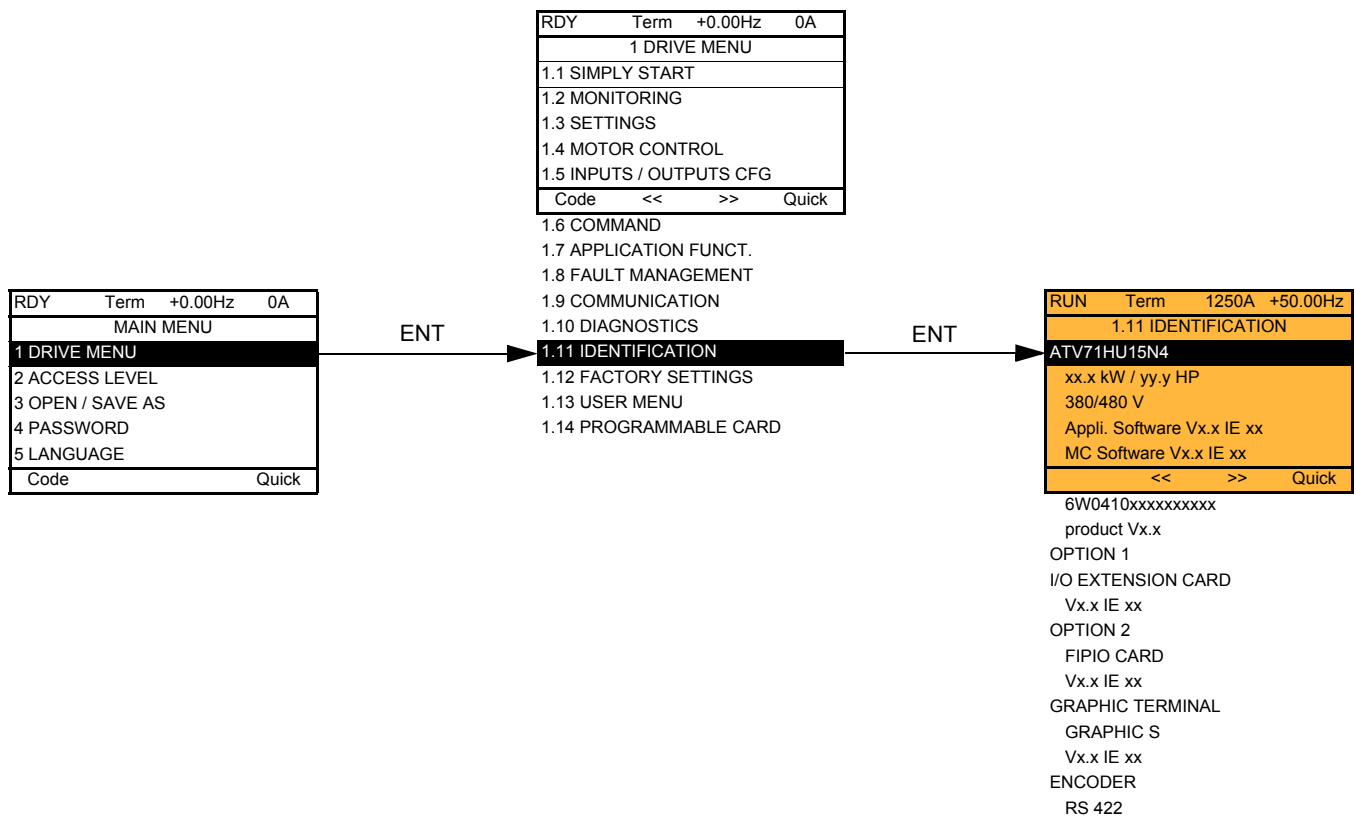 RDY Term +0.00Hz 0A
MAIN MENU
1 DRIVE MENU
2 ACCESS LEVEL
3 OPEN / SAVE AS
4 PASSWORD
5 LANGUAGE
Code Quick
ENT
RDY Term +0.00Hz 0A
1 DRIVE MENU
1.1 SIMPLY START
1.2 MONITORING
1.3 SETTINGS
1.4 MOTOR CONTROL
1.5 INPUTS / OUTPUTS CFG
Code << >> Quick
1.6 COMMAND
1.7 APPLICATION FUNCT.
1.8 FAULT MANAGEMENT
1.9 COMMUNICATION
1.10 DIAGNOSTICS
1.11 IDENTIFICATION
1.12 FACTORY SETTINGS
1.13 USER MENU
1.14 PROGRAMMABLE CARD
ENT
RUN Term 1250A +50.00Hz
1.11 IDENTIFICATION
ATV71HU15N4
xx.x kW / yy.y HP
380/480 V
Appli. Software Vx.x IE xx
MC Software Vx.x IE xx
<< >> Quick
6W0410xxxxxxxxxx
product Vx.x
OPTION 1
I/O EXTENSION CARD
Vx.x IE xx
OPTION 2
FIPIO CARD
Vx.x IE xx
GRAPHIC TERMINAL
GRAPHIC S
Vx.x IE xx
ENCODER
RS 422